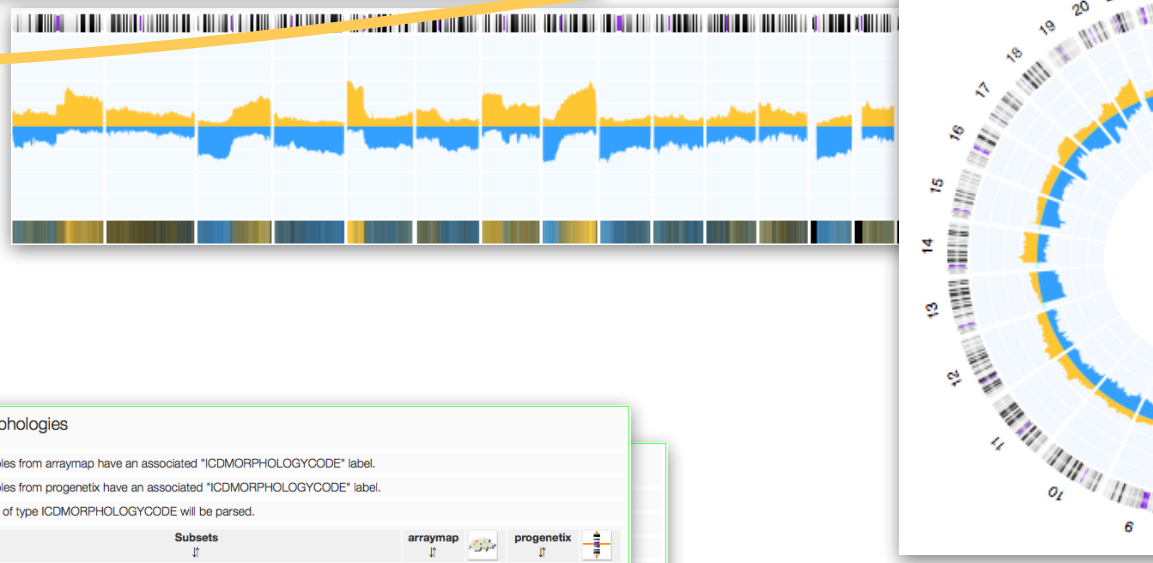 20
19
18
17
16
15
14
13
12
11
10
9
phologies
ples from arraymap have an associated "ICDMORPHOLOGYCODE" label.
ples from progenetix have an associated "ICDMORPHOLOGYCODE" label.
of type ICDMORPHOLOGYCODE will be parsed.
Subsets arraymap progenetix